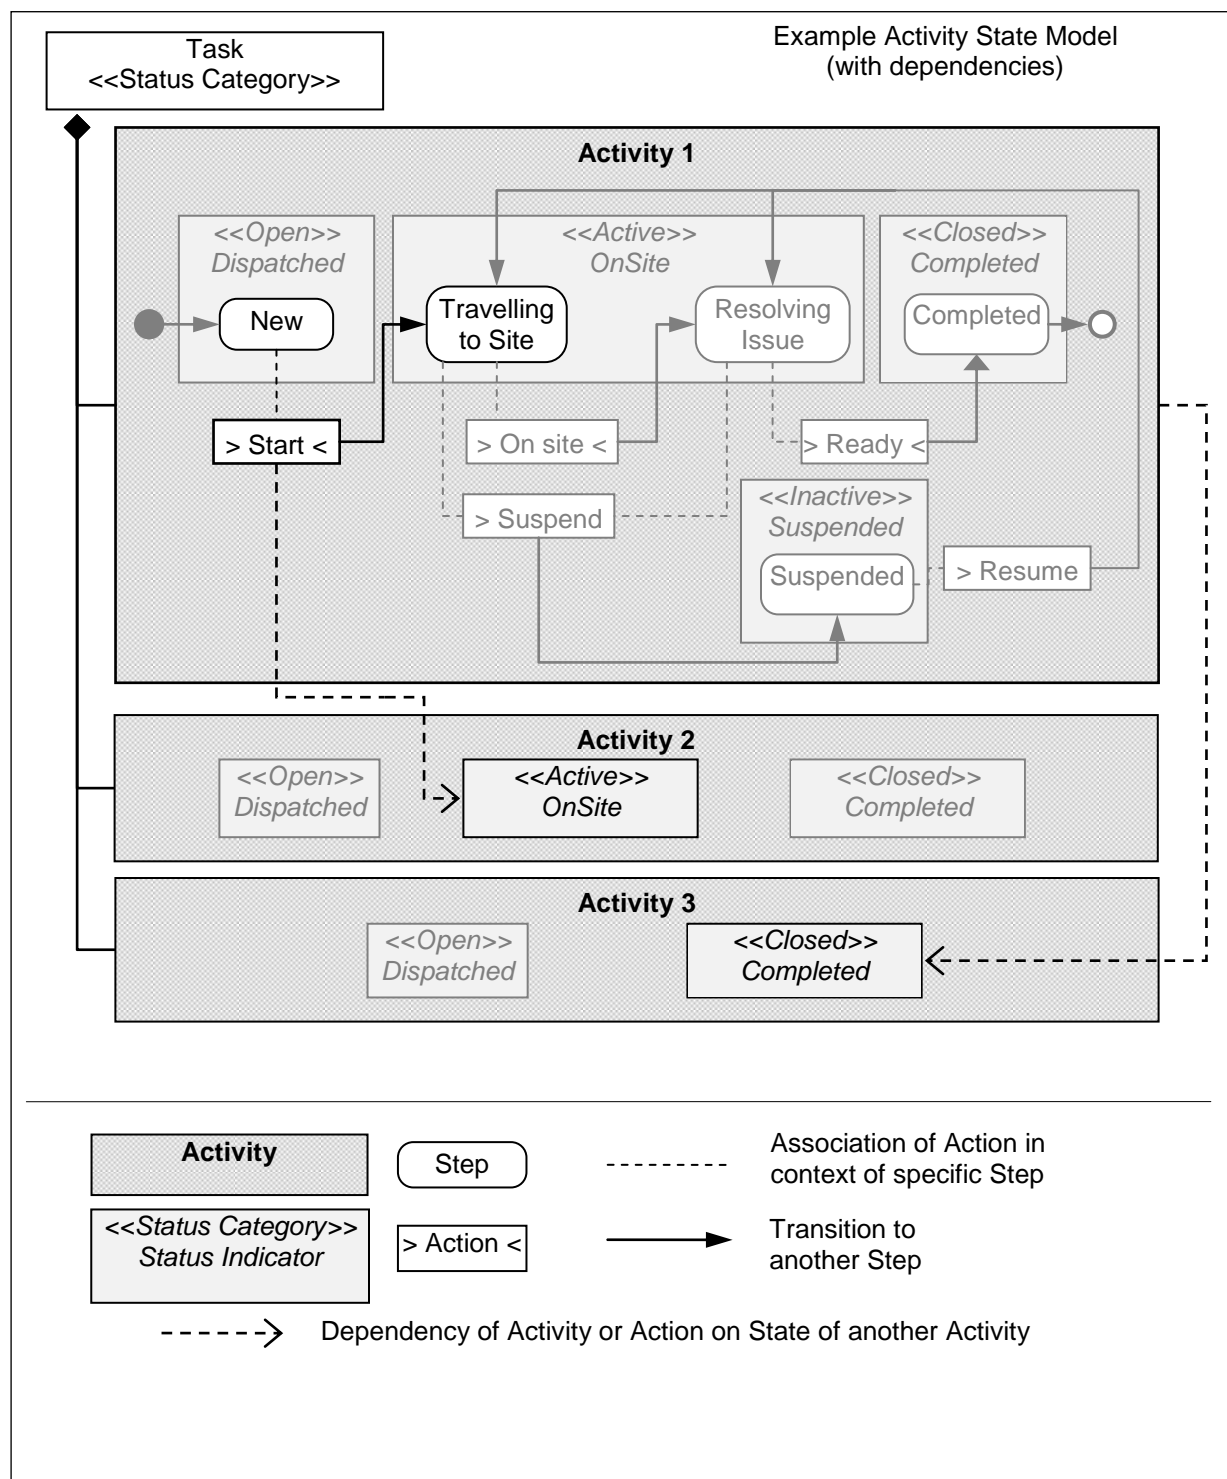 Task
<<Status Category>>
Example Activity State Model
(with dependencies)
Activity 1
<<Open>>
Dispatched
<<Active>>
OnSite
<<Closed>>
Completed
New
Travelling
to Site
Resolving
Issue
Completed
> Start <
> On site <
> Ready <
> Suspend
<<Inactive>>
Suspended
Suspended
> Resume
Activity 2
<<Open>>
Dispatched
<<Active>>
OnSite
<<Closed>>
Completed
Activity 3
<<Open>>
Dispatched
<<Closed>>
Completed
Activity
Step
Association of Action in
context of specific Step
<<Status Category>>
Status Indicator
> Action <
Transition to
another Step
Dependency of Activity or Action on State of another Activity